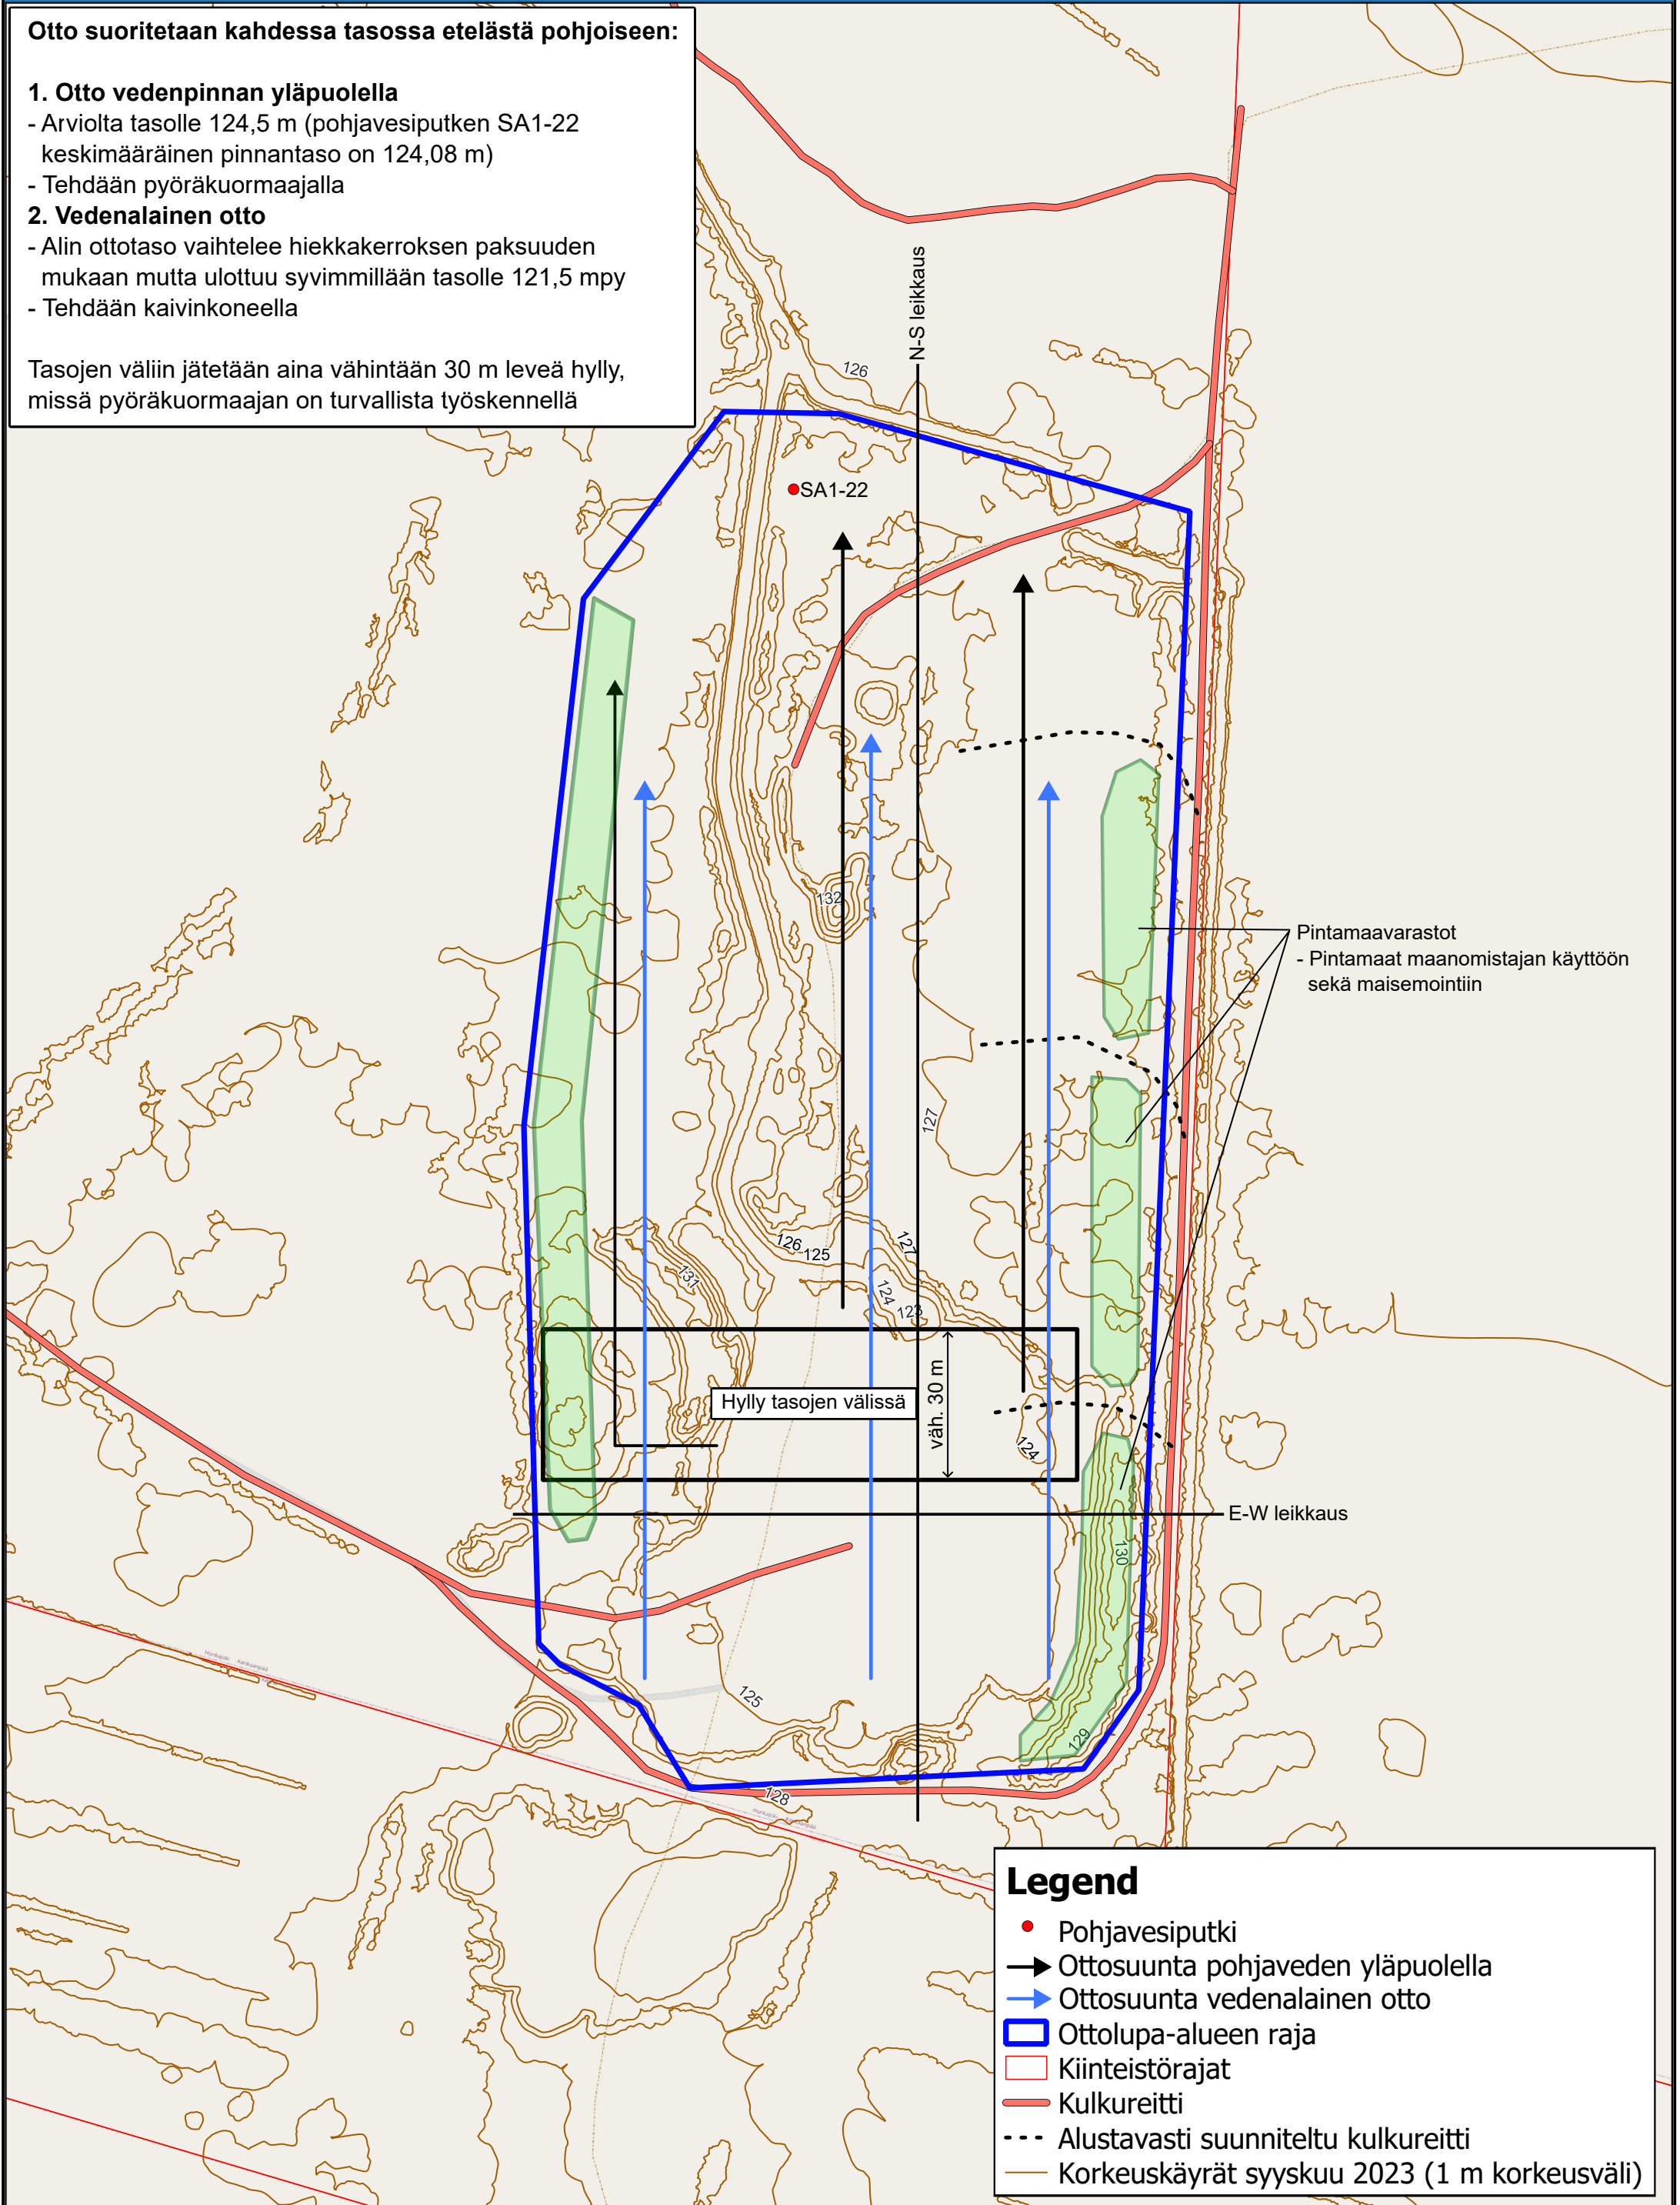 Otto suoritetaan kahdessa tasossa etelästä pohjoiseen:
1. Otto vedenpinnan yläpuolella
- Arviolta tasolle 124,5 m (pohjavesiputken SA1-22
keskimääräinen pinnantaso on 124,08 m)
- Tehdään pyöräkuormaajalla
2. Vedenalainen otto
- Alin ottotaso vaihtelee hiekkakerroksen paksuuden
mukaan mutta ulottuu syvimmillään tasolle 121,5 mpy
- Tehdään kaivinkoneella
Tasojen väliin jätetään aina vähintään 30 m leveä hylly,
missä pyöräkuormaajan on turvallista työskennellä
N-S leikkaus
126
SA1-22
132
Pintamaavarastot
- Pintamaat maanomistajan käyttöön
sekä maisemointiin
127
126
125
127
131
124
123
Hylly tasojen välissä
väh. 30 m
124
E-W leikkaus
130
125
129
128
Legend
Pohjavesiputki
Ottosuunta pohjaveden yläpuolella
Ottosuunta vedenalainen otto
Ottolupa-alueen raja
Kiinteistörajat
Kulkureitti
Alustavasti suunniteltu kulkureitti
Korkeuskäyrät syyskuu 2023 (1 m korkeusväli)